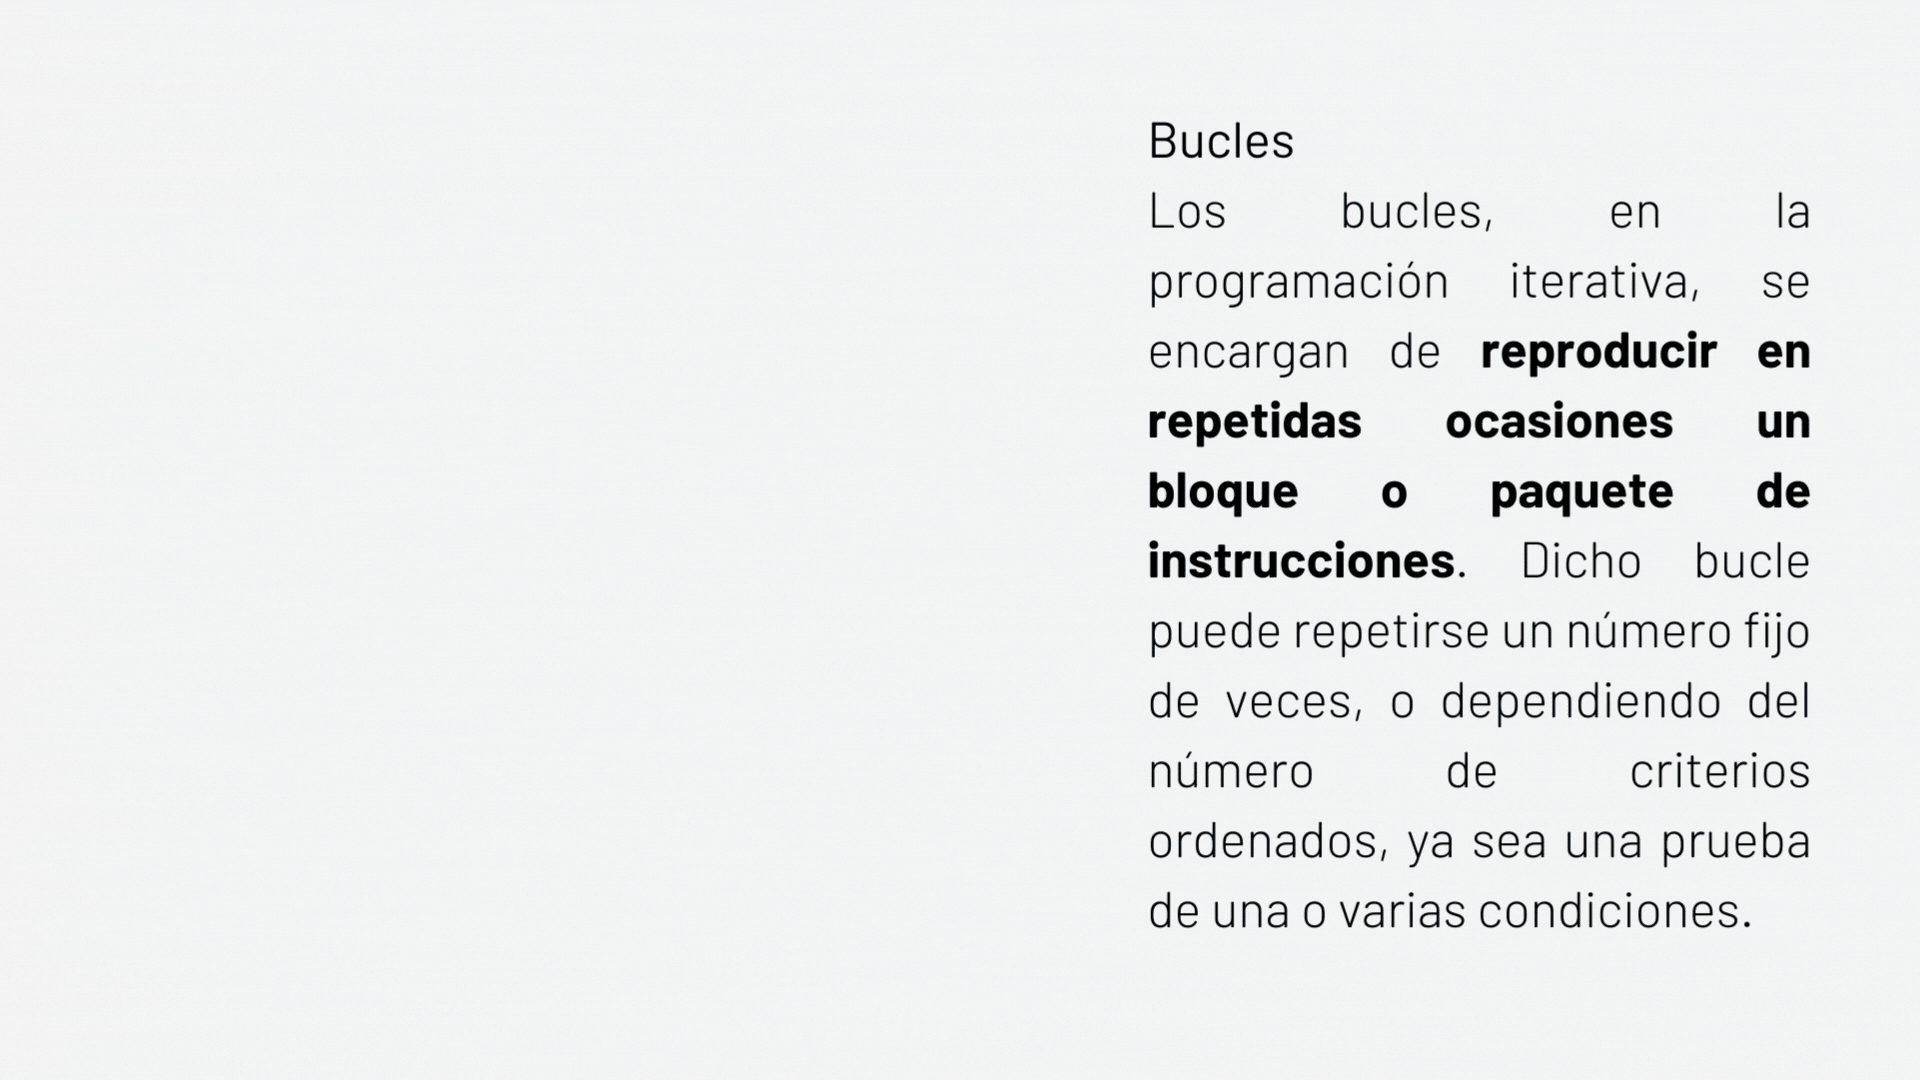 Bucles
Los bucles, en la
programación iterativa, se
encargan de reproducir en
repetidas ocasiones un
bloque o paquete de
instrucciones. Dicho bucle
puede repetirse un número fijo
de veces, o dependiendo del
número de criterios
ordenados, ya sea una prueba
de una o varias condiciones.